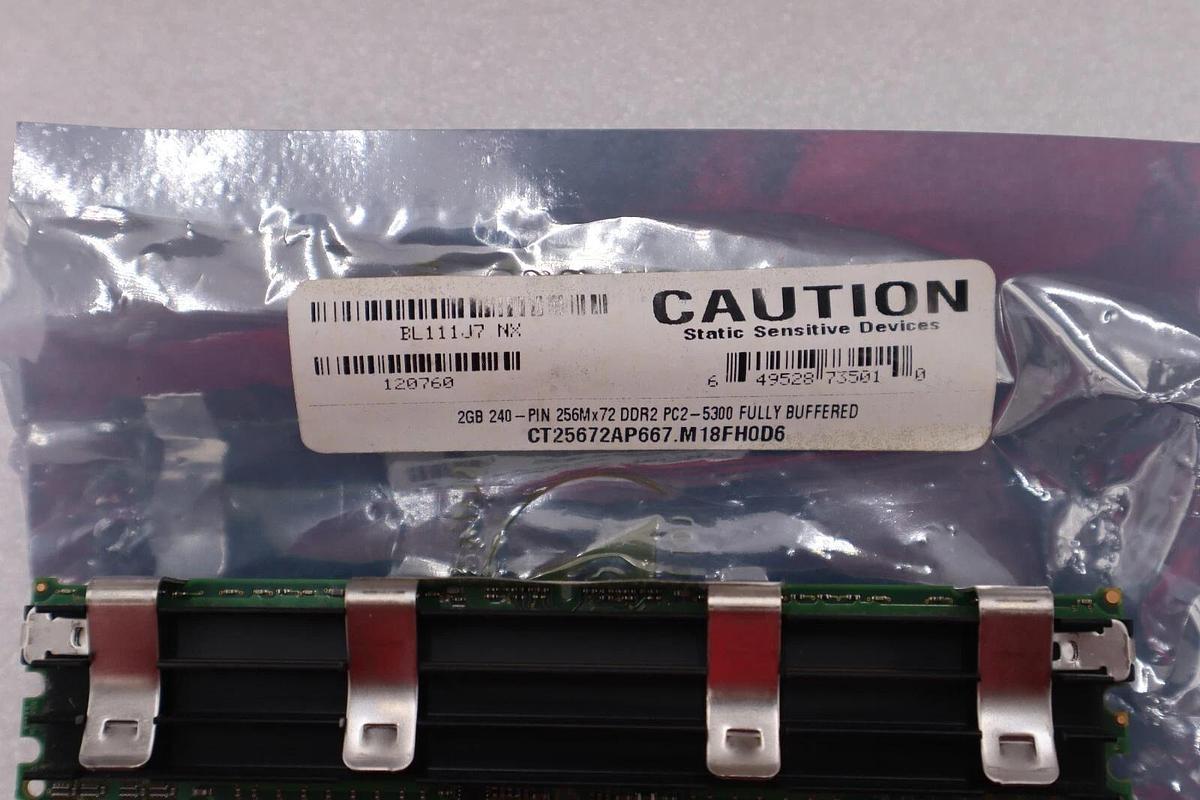 CAUTION
Static Sensitive Devices
BL111J7 NX
120760
6 49528 73501 0
2GB 240-PIN 256Mx72 DDR2 PC2-5300 FULLY BUFFERED
CT25672AP667.M18FH0D6